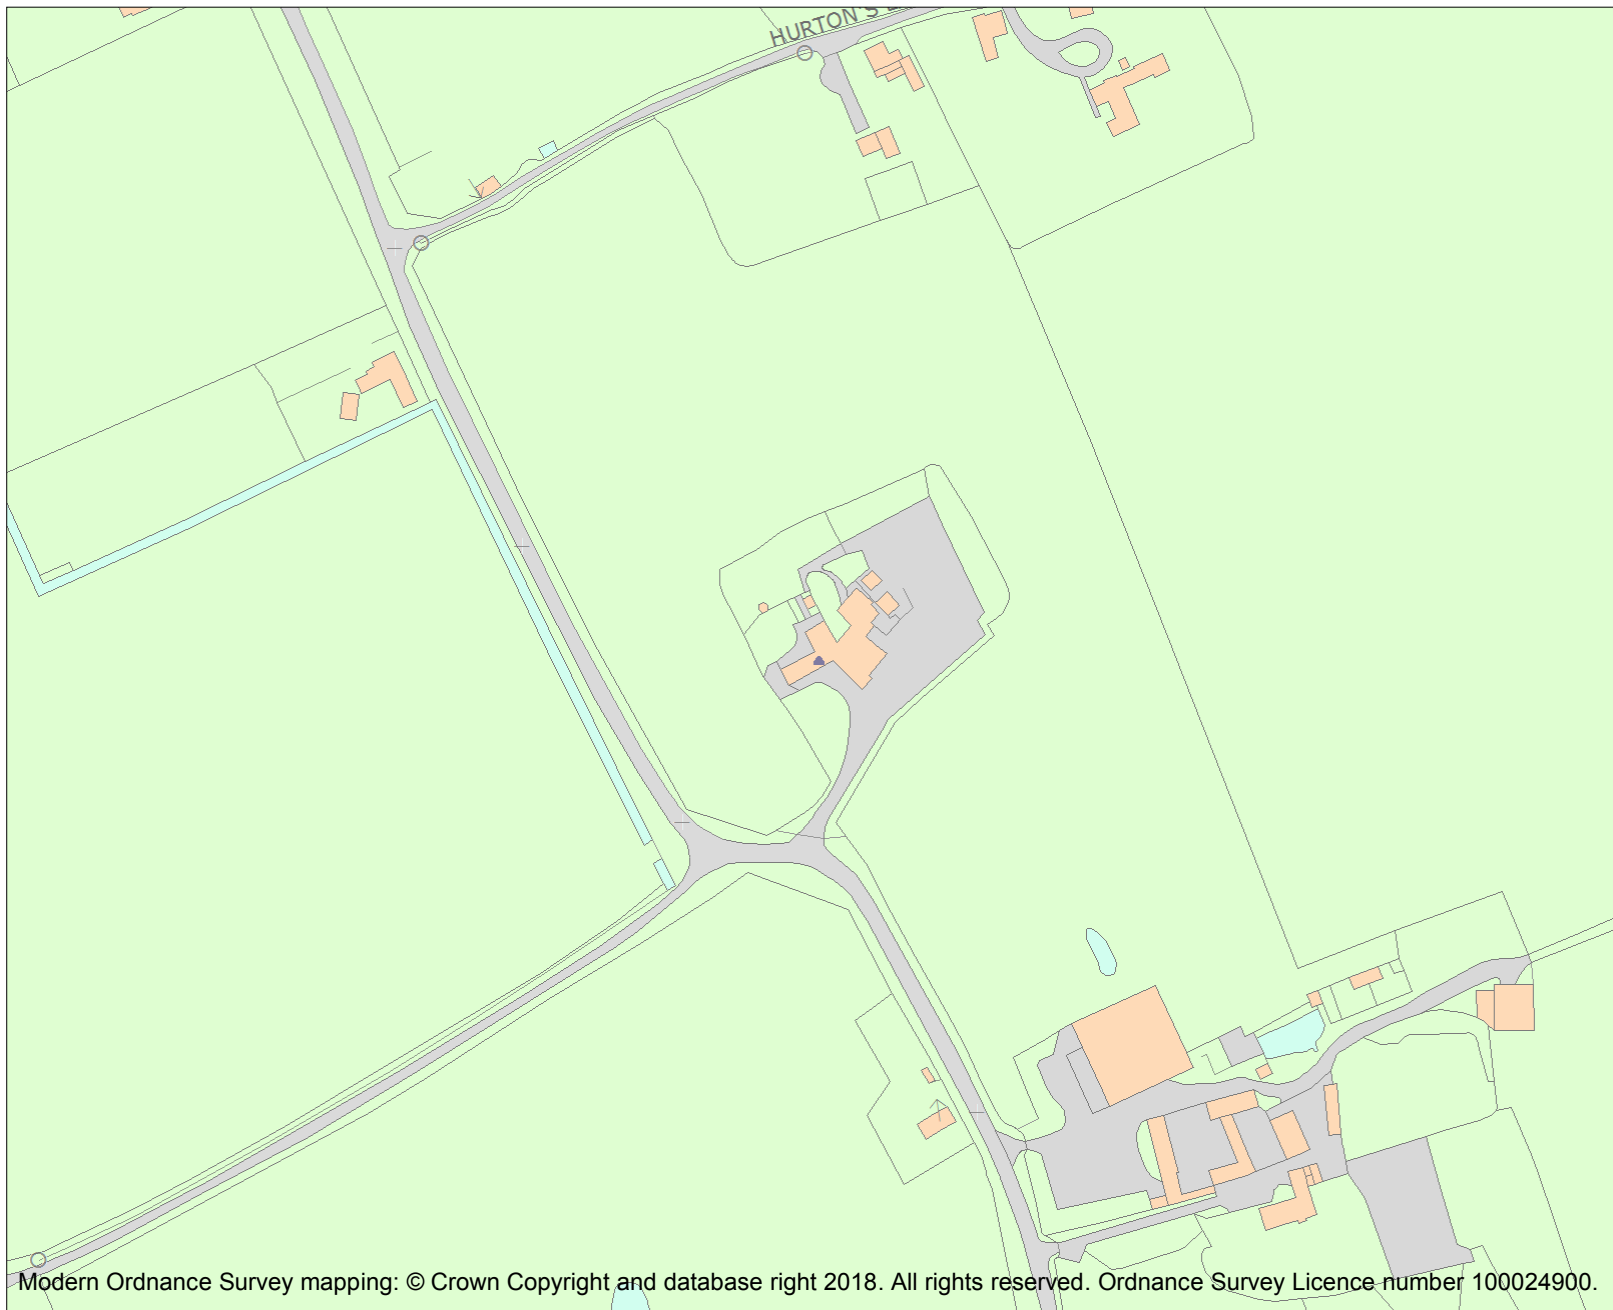 HURTON'S
Modern Ordnance Survey mapping: © Crown Copyright and database right 2018. All rights reserved. Ordnance Survey Licence number 100024900.